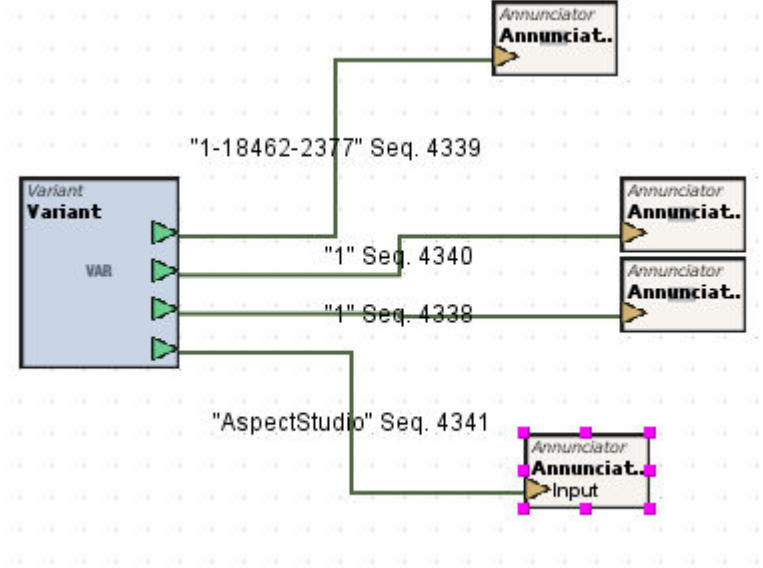 Annunciator
Annunciat..
"1-18462-2377" Seq. 4339
Variant
Variant
VAR
Annunciator
Annunciat..
"1" Seq. 4340
Annunciator
Annunciat..
"1" Seq. 4338
"AspectStudio" Seq. 4341
Annunciator
Annunciat..
Input